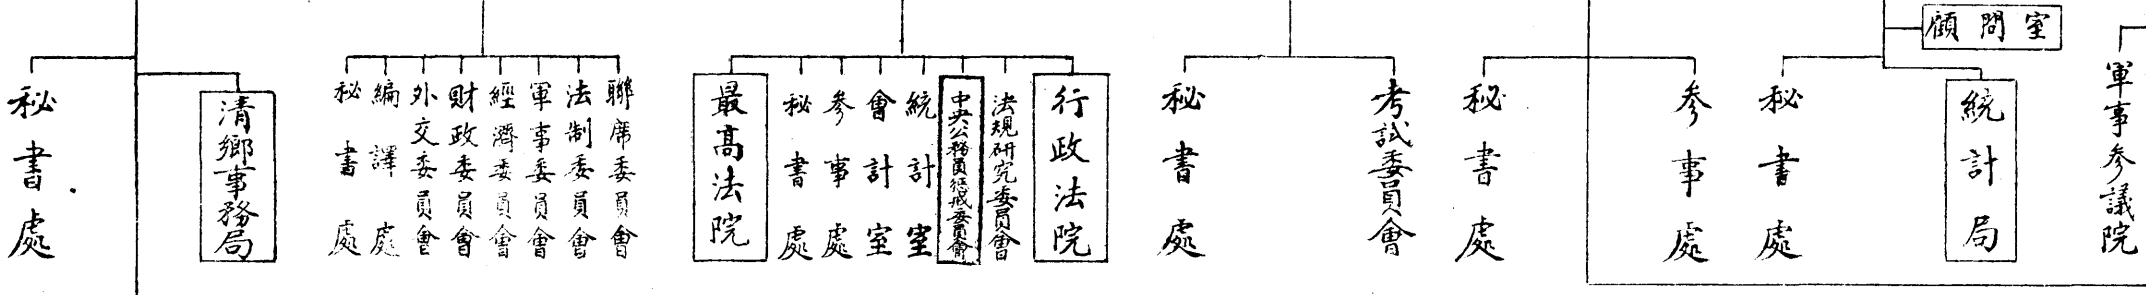 顧問室
軍事參議院
統計局
秘書處
參事處
秘書處
考試委員會
秘書處
行政法院
法規研究委員會
中央公務員懲戒委員會
統計室
會計室
參事處
秘書處
最高法院
聯席委員會
法制委員會
軍事委員會
經濟委員會
財政委員會
外交委員會
編譯處
秘書處
清鄉事務局
秘書處